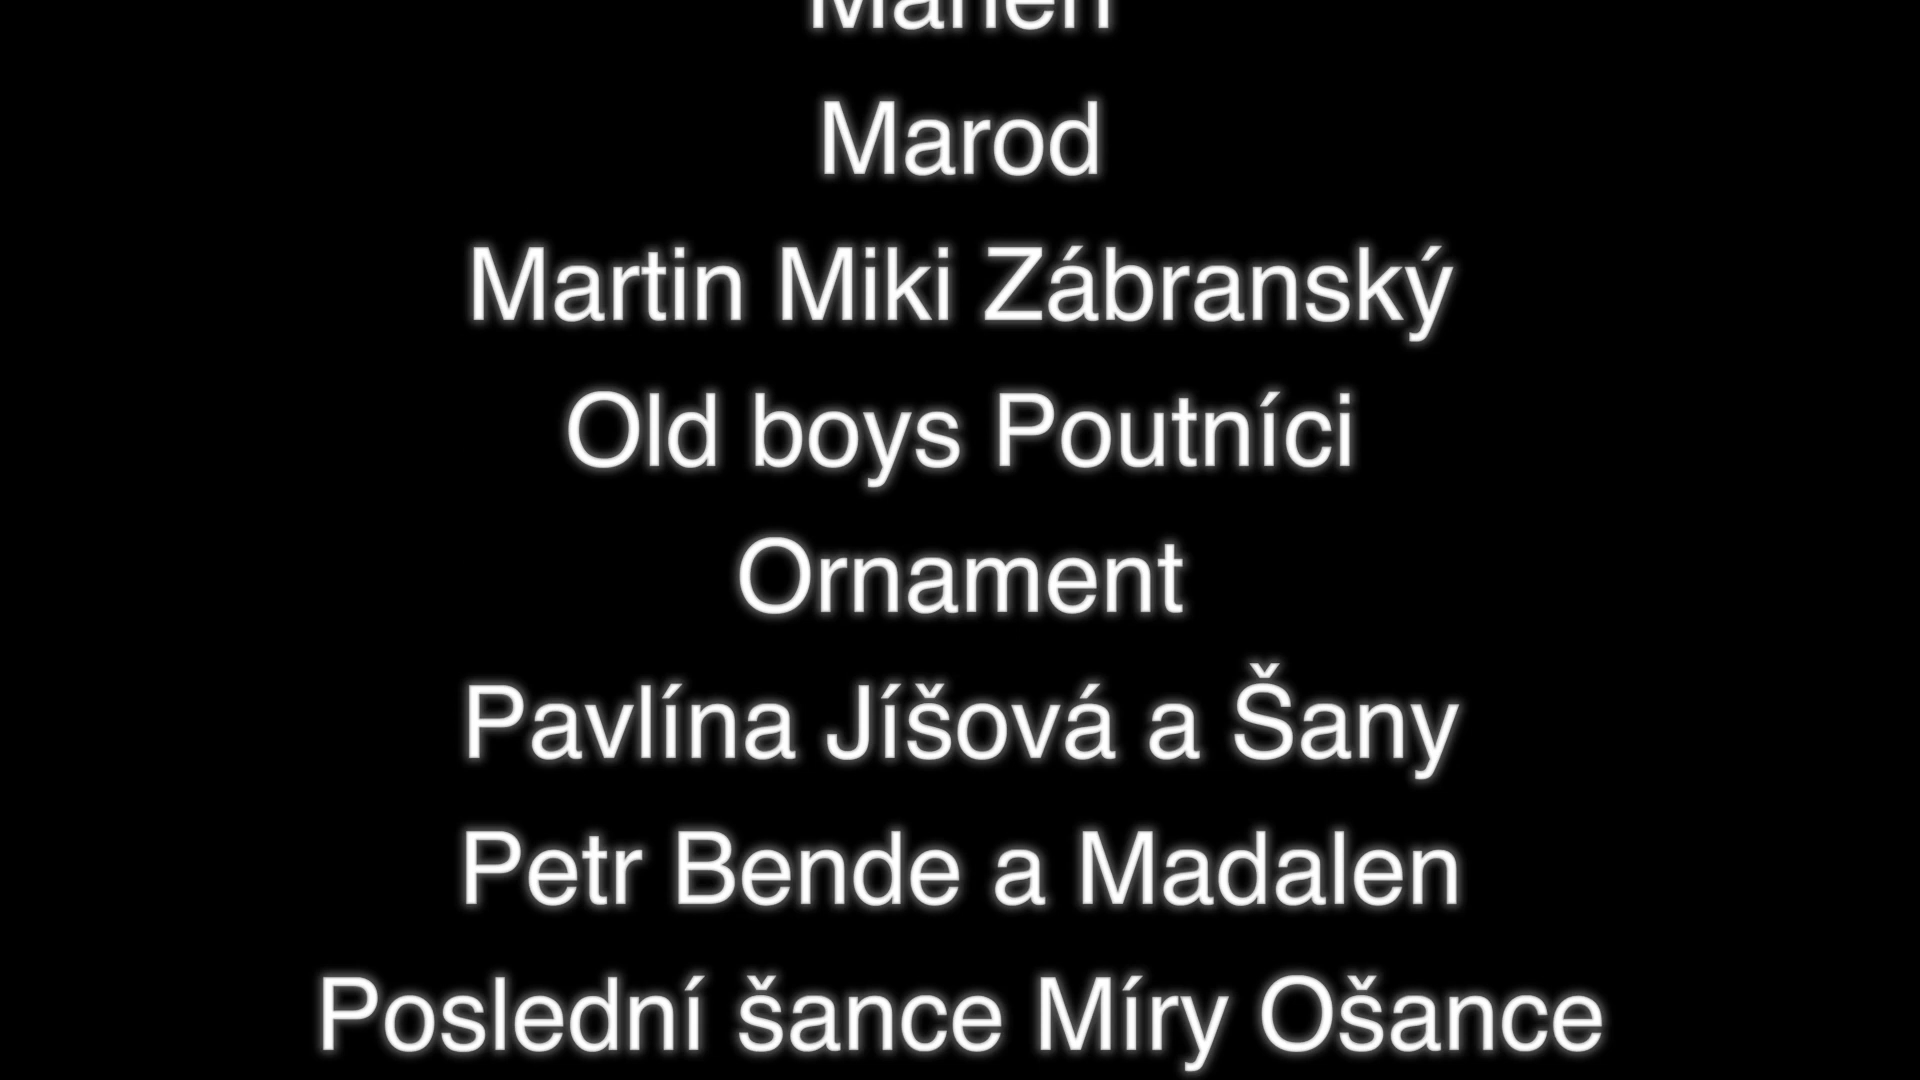 Marod
Martin Miki Zábranský
Old boys Poutníci
Ornament
Pavlína Jíšová a Šany
Petr Bende a Madalen
Poslední šance Míry Ošance